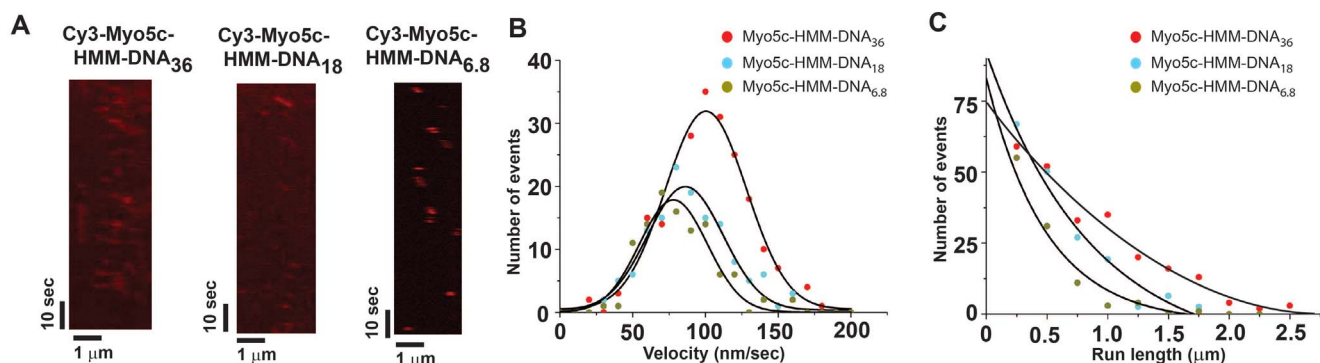 A
Cy3-Myo5c-
HMM-DNA36
Cy3-Myo5c-
HMM-DNA18
Cy3-Myo5c-
HMM-DNA6.8
10 sec
1 μm
10 sec
1 μm
10 sec
1 μm
B
Myo5c-HMM-DNA36
Myo5c-HMM-DNA18
Myo5c-HMM-DNA6.8
Number of events
40
30
20
10
0
0
50
100
150
200
Velocity (nm/sec)
C
Myo5c-HMM-DNA36
Myo5c-HMM-DNA18
Myo5c-HMM-DNA6.8
Number of events
75
50
25
0
0
0.5
1.0
1.5
2.0
2.5
Run length (μm)